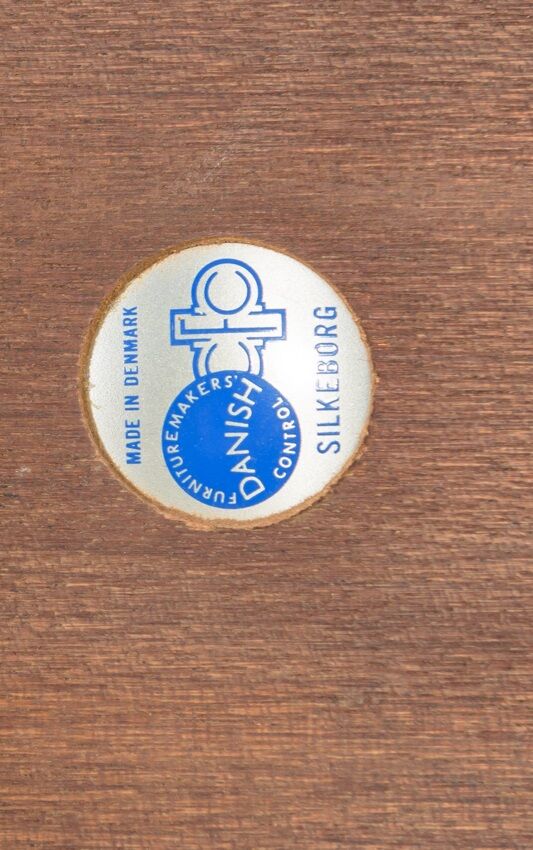 MADE IN DENMARK
DANISH
FURNITUREMAKERS'
CONTROL
SILKEBORG